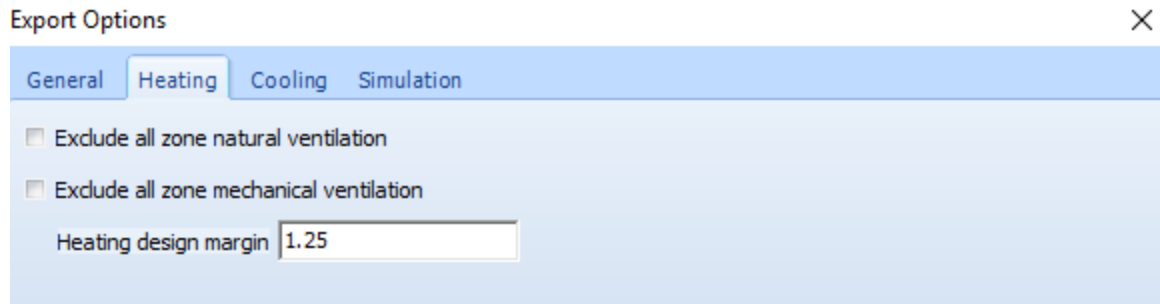 Export Options
General Heating Cooling Simulation
Exclude all zone natural ventilation
Exclude all zone mechanical ventilation
Heating design margin 1.25